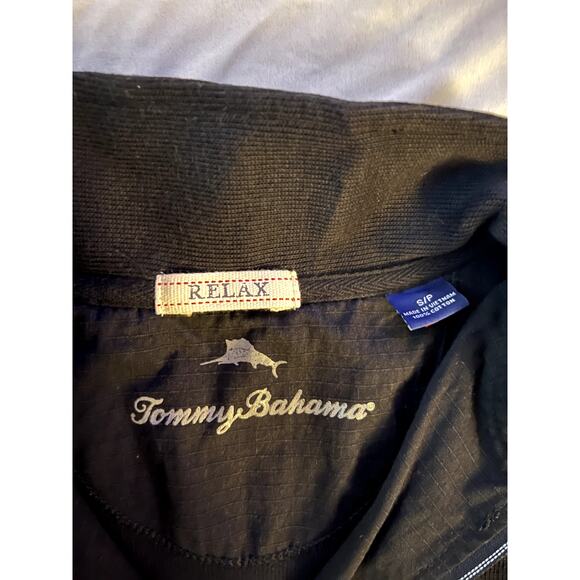 RELAX
S/P
MADE IN VIETNAM
100% COTTON
Tommy Bahama®